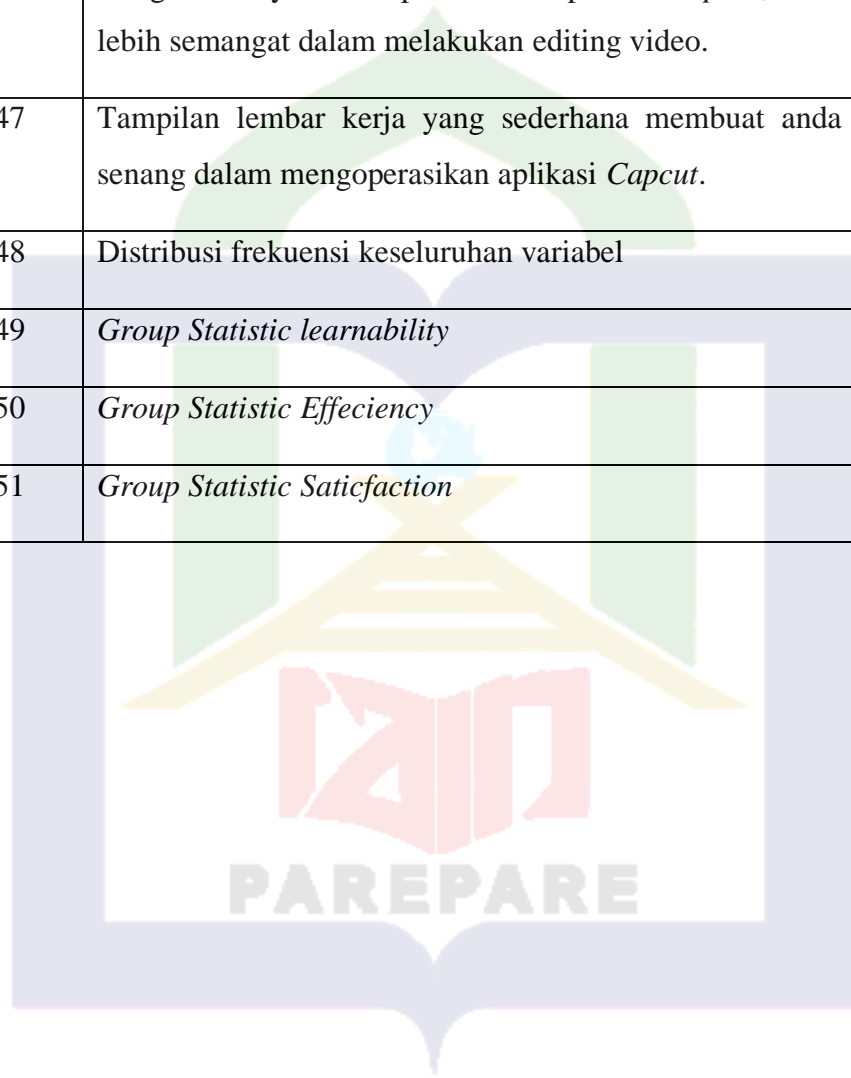 lebih semangat dalam melakukan editing video.
47 Tampilan lembar kerja yang sederhana membuat anda
senang dalam mengoperasikan aplikasi Capcut.
48 Distribusi frekuensi keseluruhan variabel
49 Group Statistic learnability
50 Group Statistic Effeciency
51 Group Statistic Saticfaction
iain
PAREPARE